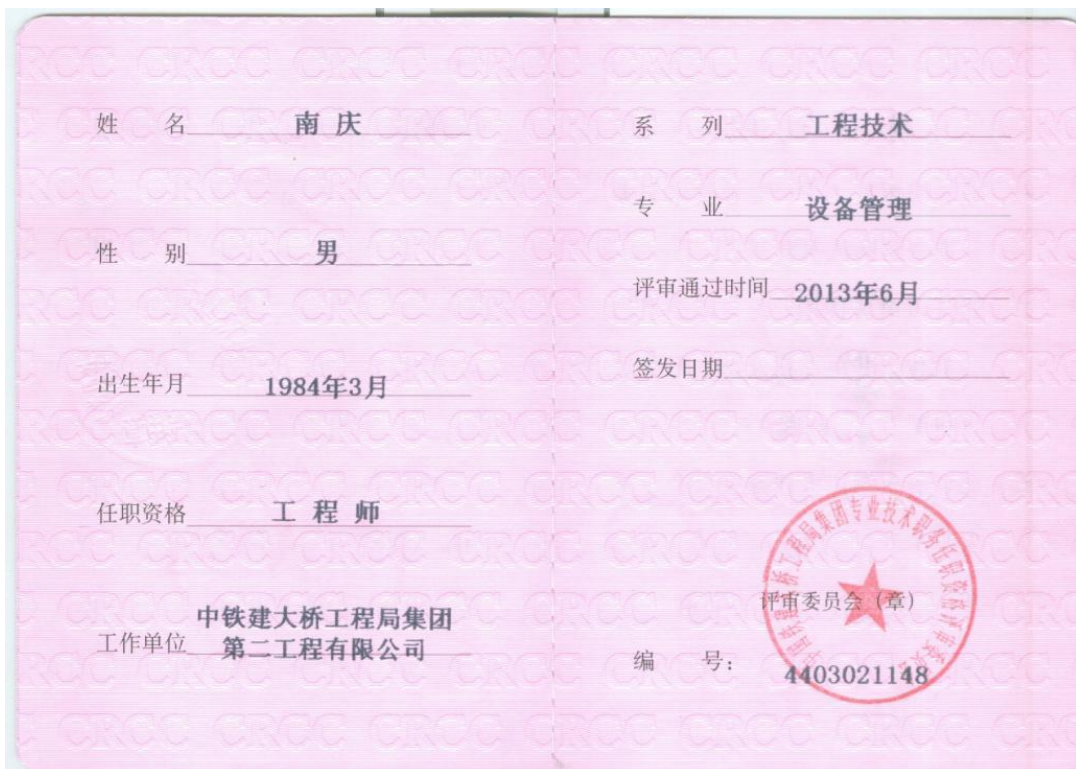 姓 名 南 庆
性 别 男
出生年月 1984年3月
任职资格 工 程 师
工作单位 中铁建大桥工程局集团
第二工程有限公司
系 列 工程技术
专 业 设备管理
评审通过时间 2013年6月
签发日期
评审委员会（章）
编 号： 4403021148
CRCC